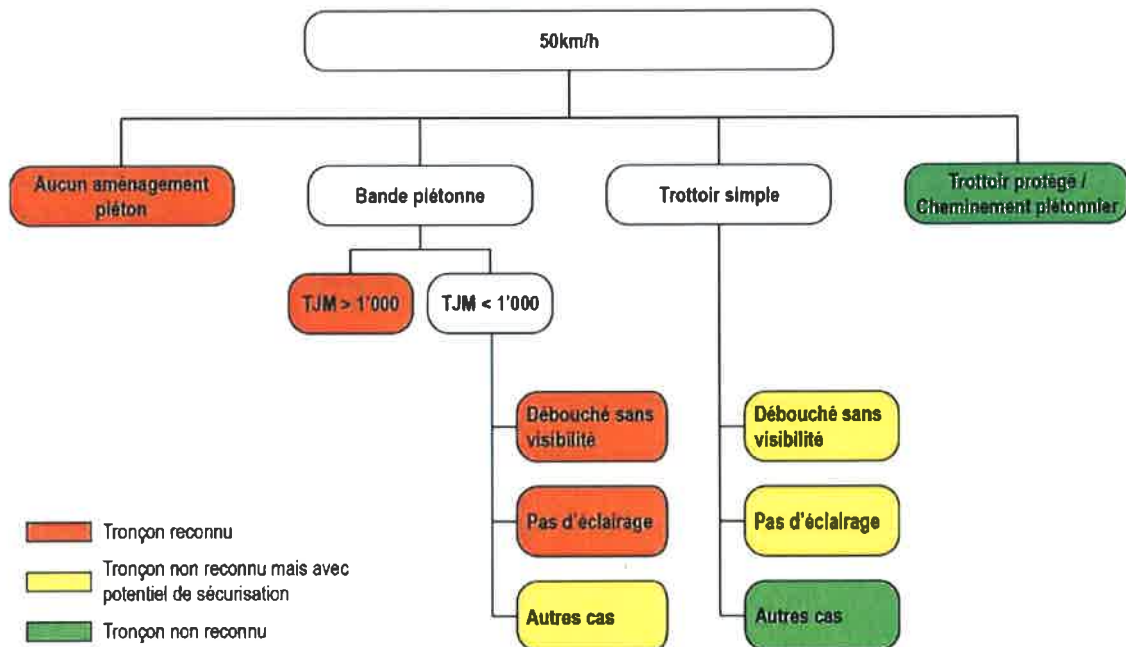 50km/h
Aucun aménagement
piéton
Bande piétonne
Trottoir simple
Trottoir protégé /
Cheminement piétonnier
TJM > 1'000
TJM < 1'000
Débouché sans
visibilité
Débouché sans
visibilité
Pas d'éclairage
Pas d'éclairage
Autres cas
Autres cas
Tronçon reconnu
Tronçon non reconnu mais avec
potentiel de sécurisation
Tronçon non reconnu